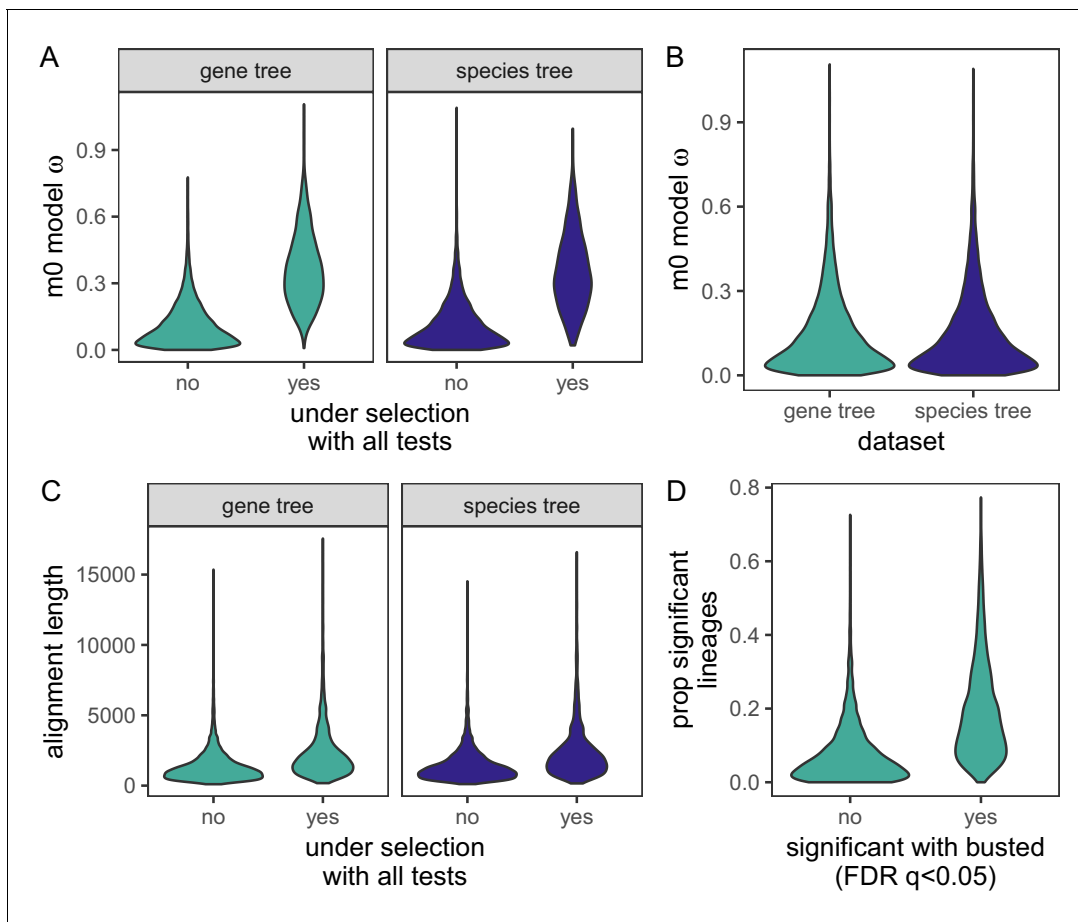 A
gene tree
species tree
m0 model ω
0.9
0.6
0.3
0.0
no
yes
no
yes
under selection
with all tests
B
m0 model ω
0.9
0.6
0.3
0.0
gene tree
species tree
dataset
C
gene tree
species tree
alignment length
15000
10000
5000
0
no
yes
no
yes
under selection
with all tests
D
prop significant
lineages
0.8
0.6
0.4
0.2
0.0
no
yes
significant with busted
(FDR q<0.05)